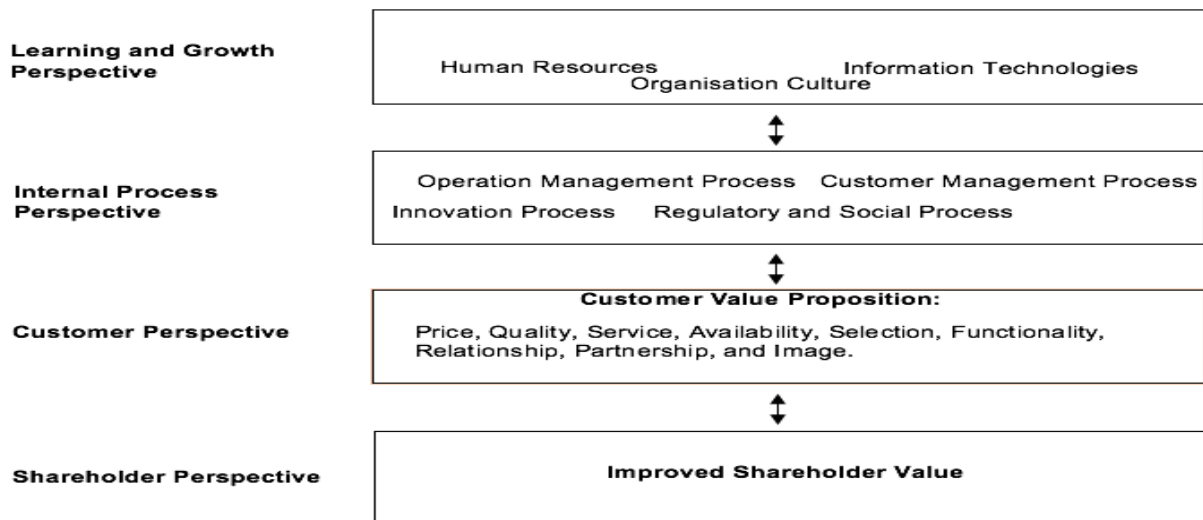 Learning and Growth
Perspective
Human Resources
Information Technologies
Organisation Culture
Internal Process
Perspective
Operation Management Process
Customer Management Process
Innovation Process
Regulatory and Social Process
Customer Perspective
Customer Value Proposition:
Price, Quality, Service, Availability, Selection, Functionality,
Relationship, Partnership, and Image.
Shareholder Perspective
Improved Shareholder Value